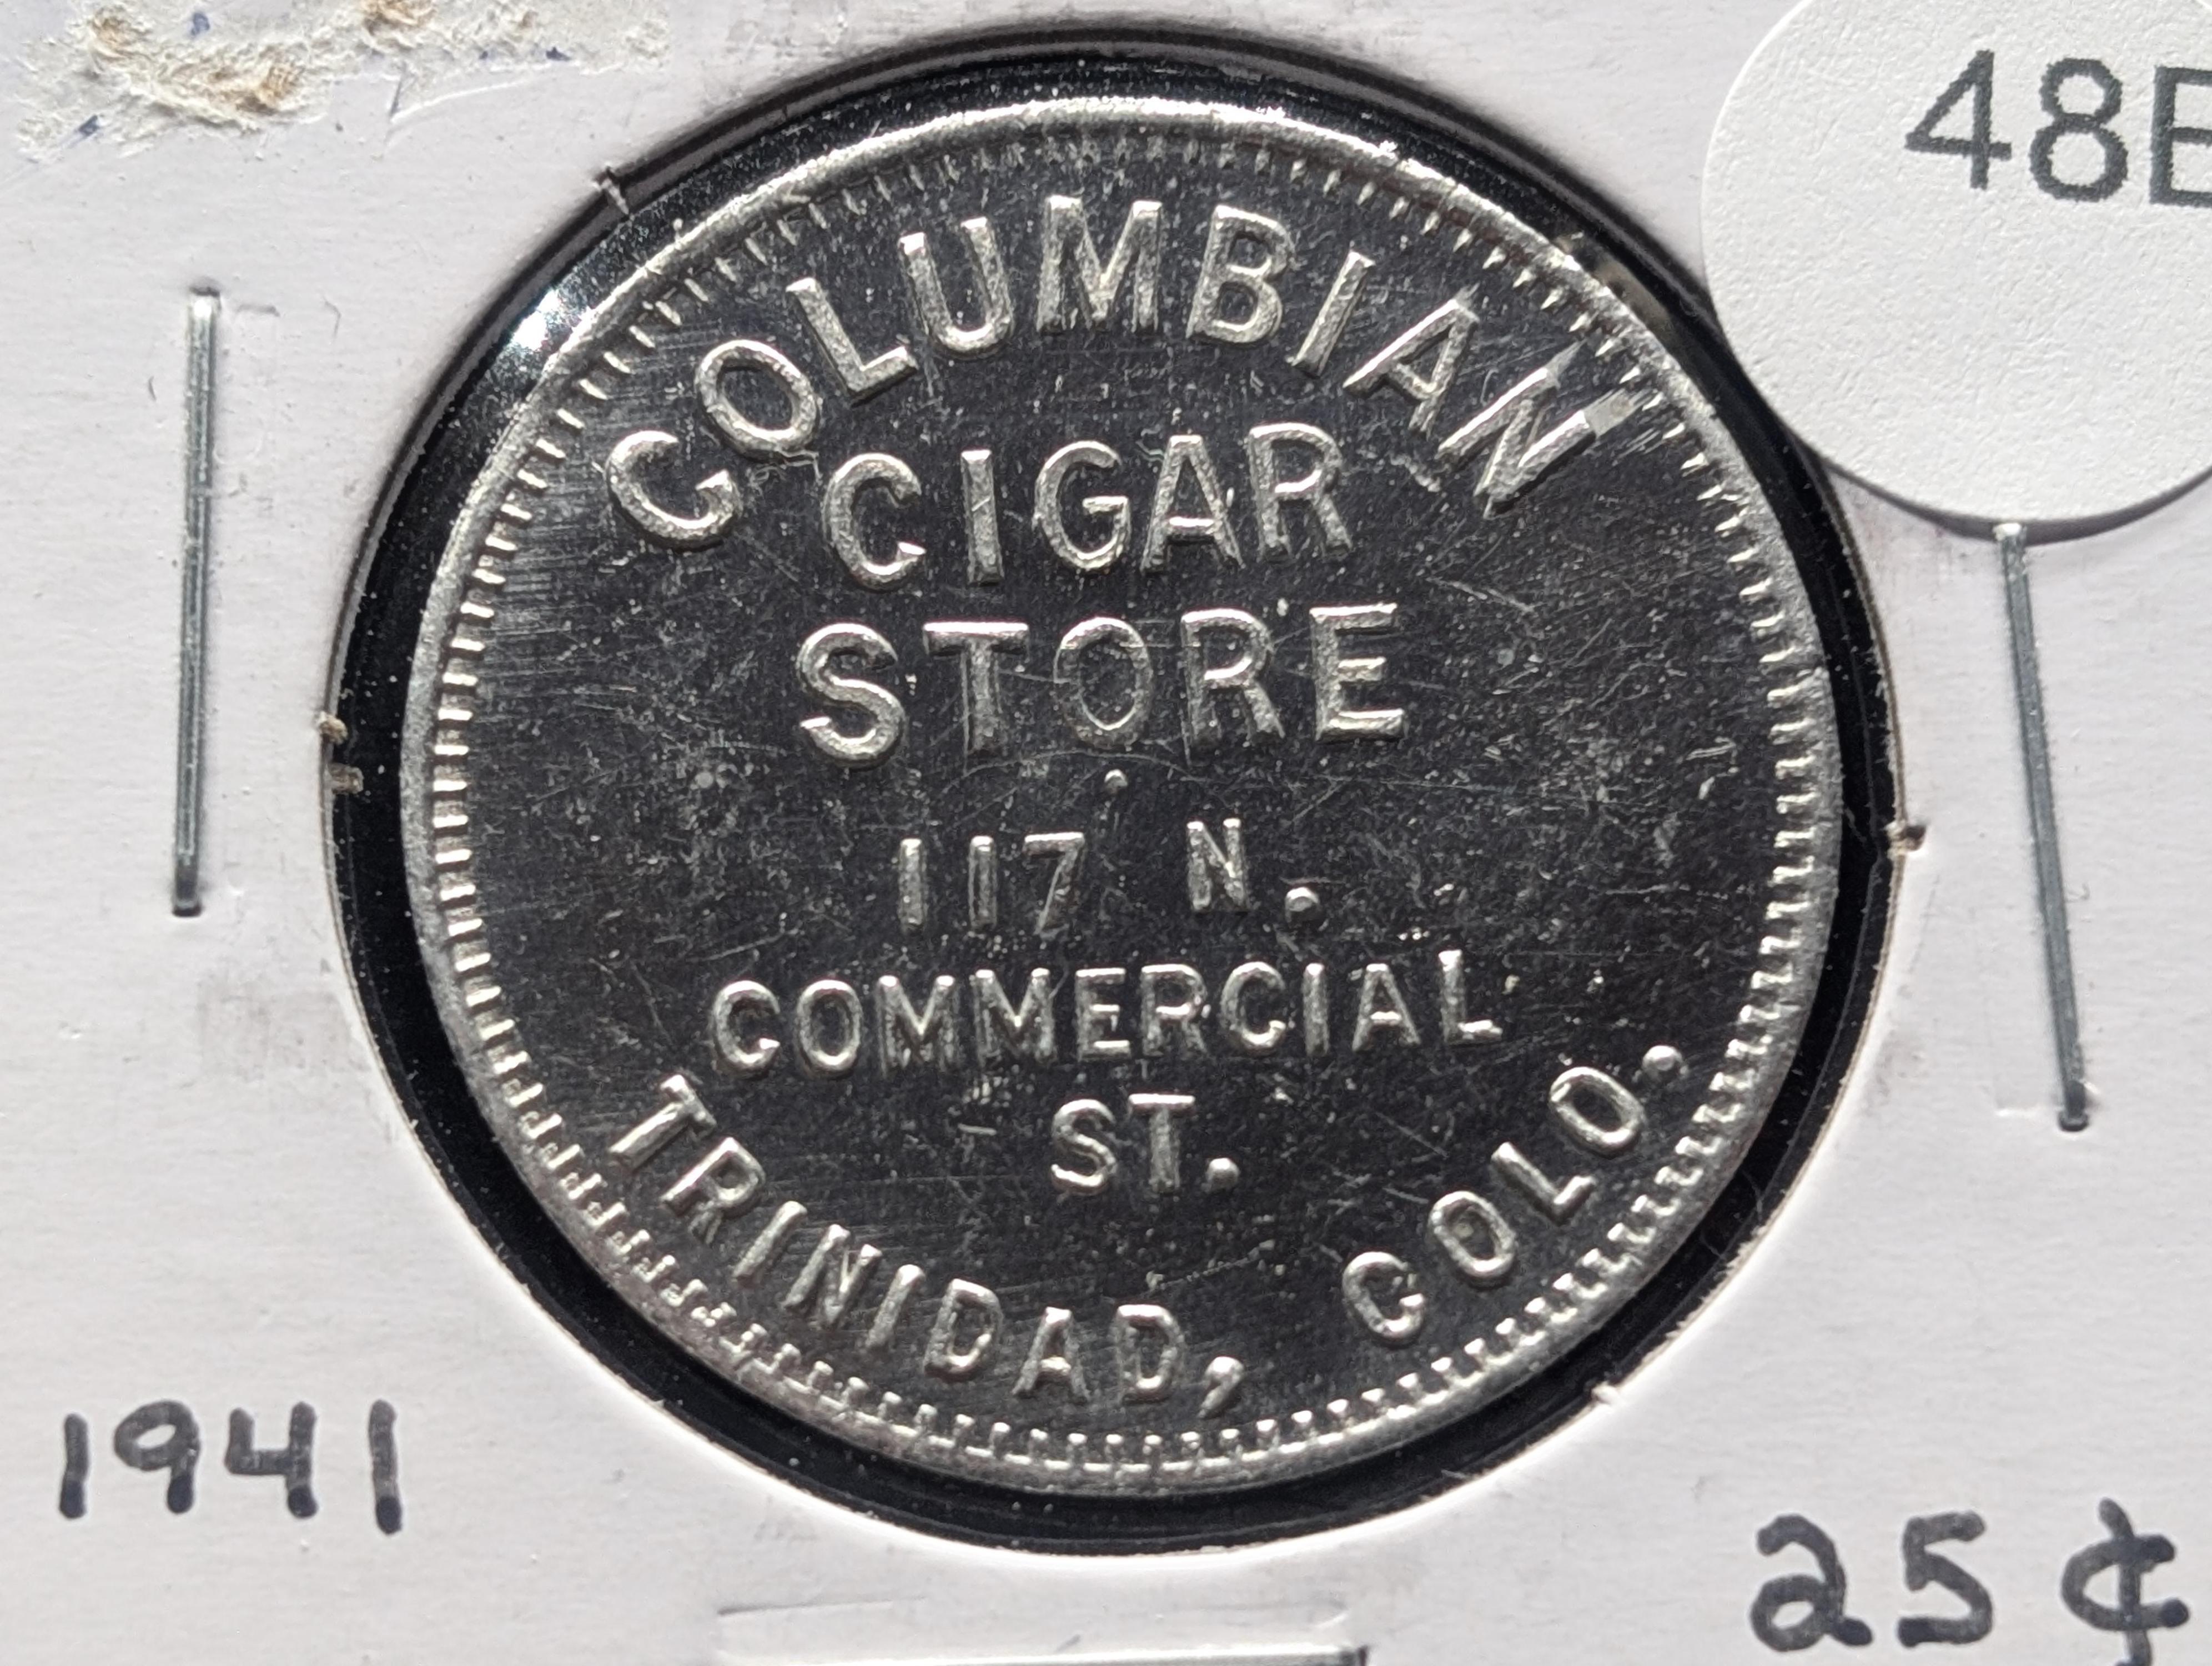 48E
COLUMBIAN
CIGAR
STORE
117 N.
COMMERCIAL
ST.
TRINIDAD, COLO.
1941
25¢